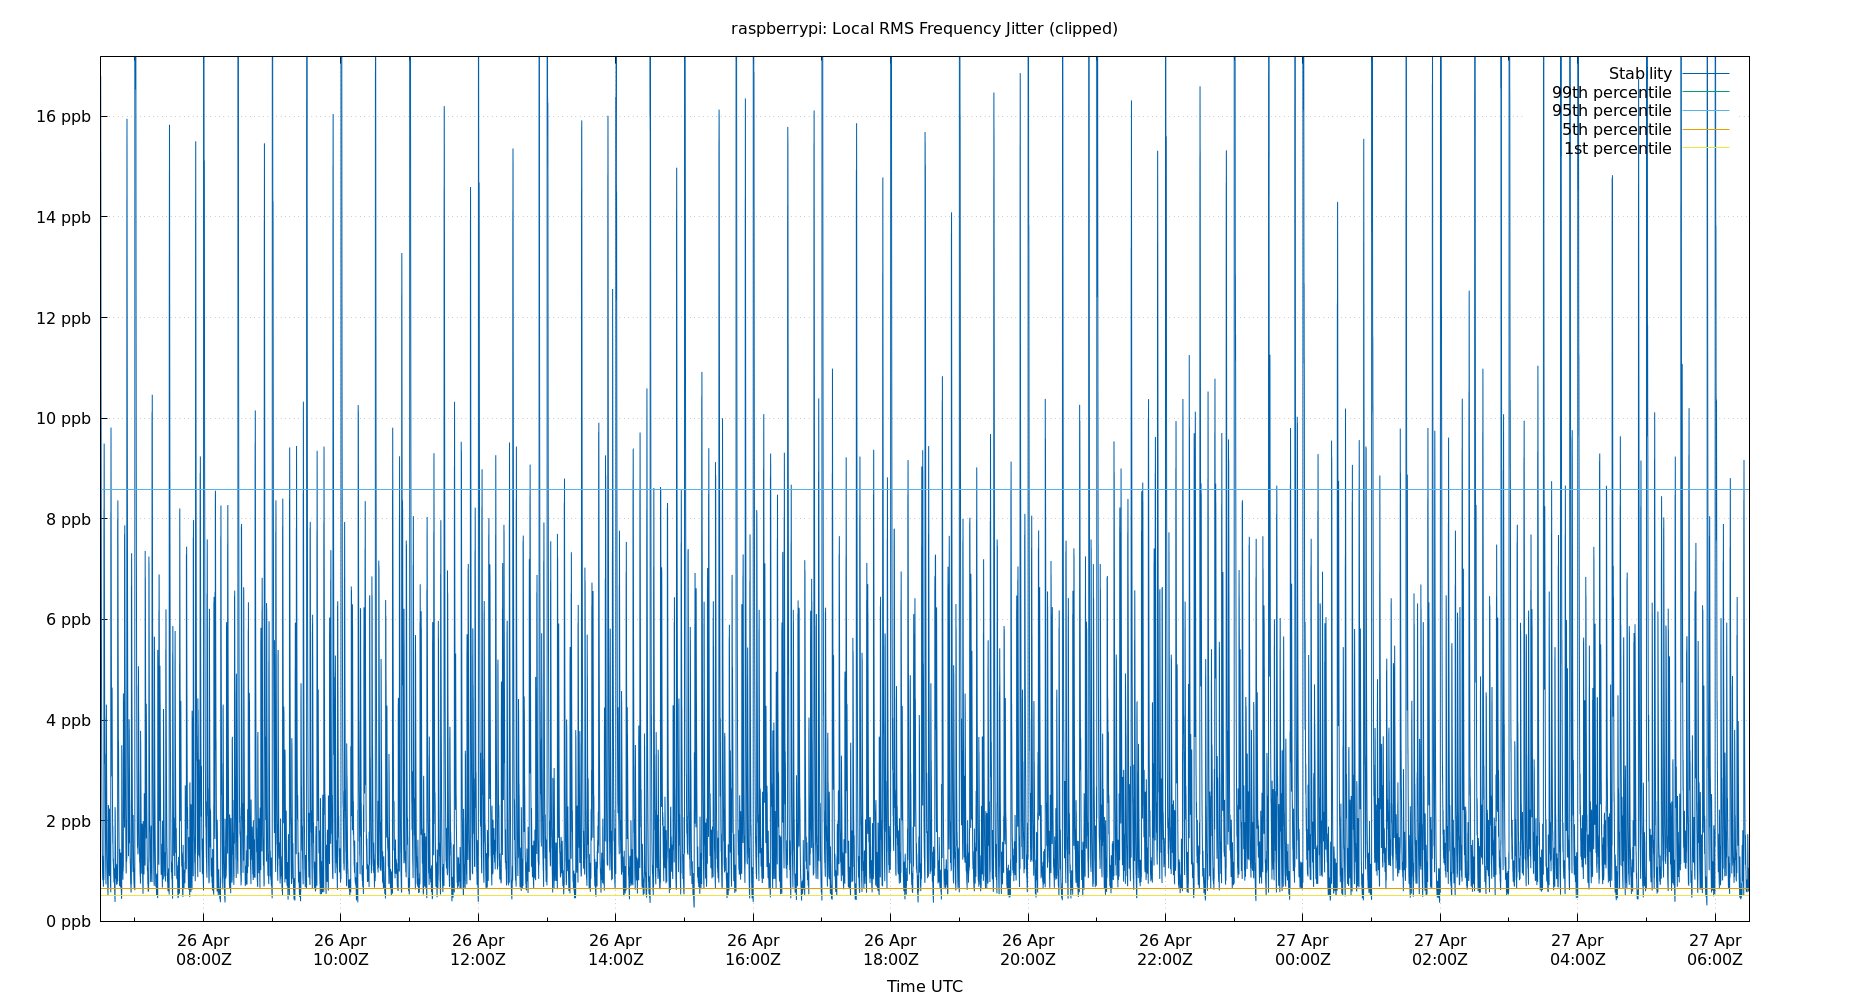 raspberrypi: Local RMS Frequency Jitter (clipped)
Stability
99th percentile
95th percentile
5th percentile
1st percentile
16 ppb
14 ppb
12 ppb
10 ppb
8 ppb
6 ppb
4 ppb
2 ppb
0 ppb
26 Apr 26 Apr 26 Apr 26 Apr 26 Apr 26 Apr 26 Apr 26 Apr 27 Apr 27 Apr 27 Apr 27 Apr
08:00Z 10:00Z 12:00Z 14:00Z 16:00Z 18:00Z 20:00Z 22:00Z 00:00Z 02:00Z 04:00Z 06:00Z
Time UTC